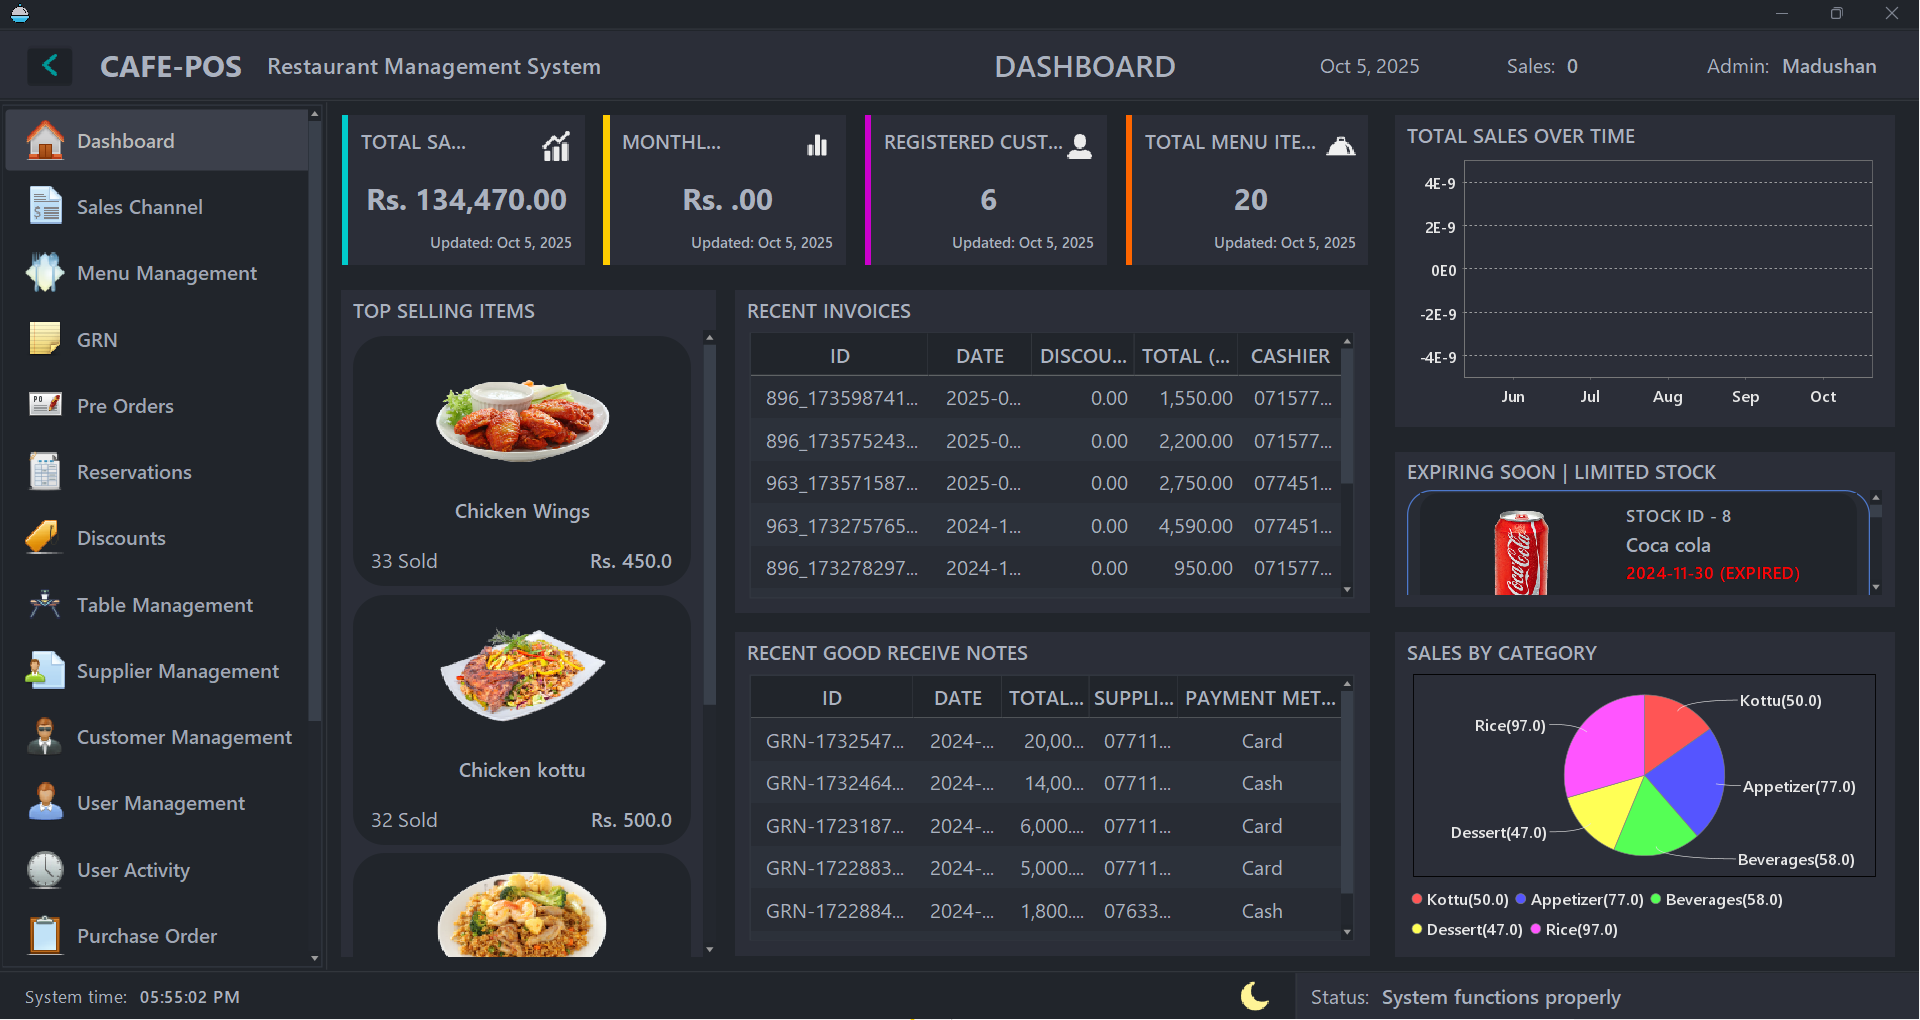 CAFE-POS Restaurant Management System DASHBOARD Oct 5, 2025 Sales: 0 Admin: Madushan
Dashboard
Sales Channel
Menu Management
GRN
Pre Orders
Reservations
Discounts
Table Management
Supplier Management
Customer Management
User Management
User Activity
Purchase Order
TOTAL SA...
Rs. 134,470.00
Updated: Oct 5, 2025
MONTHL...
Rs. .00
Updated: Oct 5, 2025
REGISTERED CUST...
6
Updated: Oct 5, 2025
TOTAL MENU ITE...
20
Updated: Oct 5, 2025
TOP SELLING ITEMS
Chicken Wings
33 Sold Rs. 450.0
Chicken kottu
32 Sold Rs. 500.0
RECENT INVOICES
ID DATE DISCOU... TOTAL (... CASHIER
896_173598741... 2025-0... 0.00 1,550.00 071577...
896_173575243... 2025-0... 0.00 2,200.00 071577...
963_173571587... 2025-0... 0.00 2,750.00 077451...
963_173275765... 2024-1... 0.00 4,590.00 077451...
896_173278297... 2024-1... 0.00 950.00 071577...
RECENT GOOD RECEIVE NOTES
ID DATE TOTAL... SUPPLI... PAYMENT MET...
GRN-1732547... 2024-... 20,00... 07711... Card
GRN-1732464... 2024-... 14,00... 07711... Cash
GRN-1723187... 2024-... 6,000.... 07711... Card
GRN-1722883... 2024-... 5,000.... 07711... Card
GRN-1722884... 2024-... 1,800.... 07633... Cash
TOTAL SALES OVER TIME
4E-9
2E-9
0E0
-2E-9
-4E-9
Jun Jul Aug Sep Oct
EXPIRING SOON | LIMITED STOCK
Coca-Cola
STOCK ID - 8
Coca cola
2024-11-30 (EXPIRED)
SALES BY CATEGORY
Kottu(50.0)
Rice(97.0)
Appetizer(77.0)
Dessert(47.0)
Beverages(58.0)
Kottu(50.0) Appetizer(77.0) Beverages(58.0)
Dessert(47.0) Rice(97.0)
System time: 05:55:02 PM
Status: System functions properly